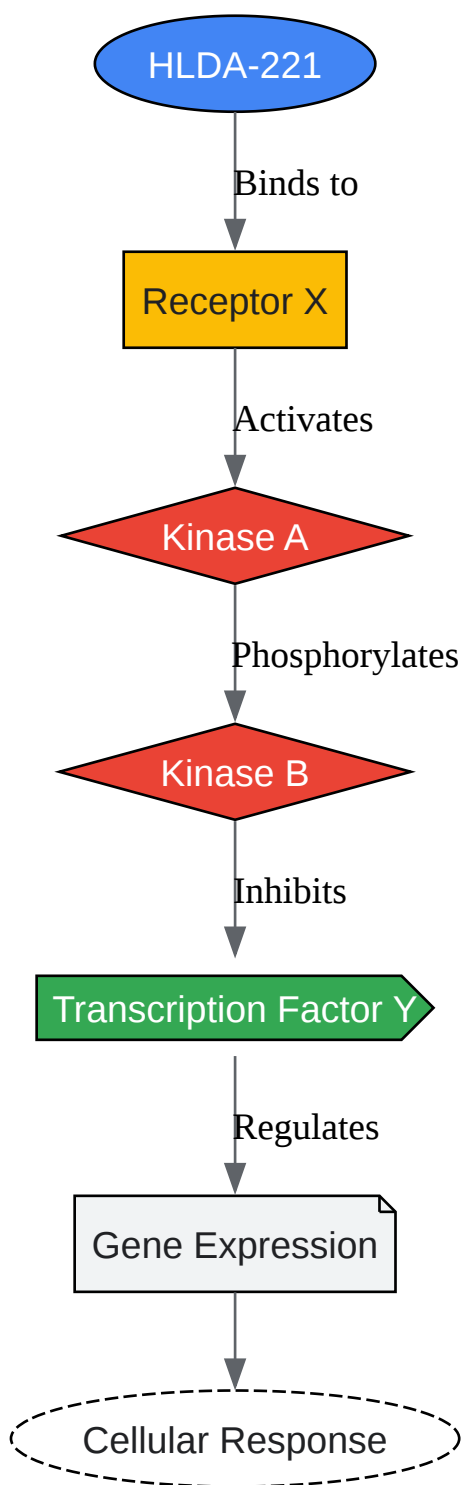 HLDA-221
Binds to
Receptor X
Activates
Kinase A
Phosphorylates
Kinase B
Inhibits
Transcription Factor Y
Regulates
Gene Expression
Cellular Response